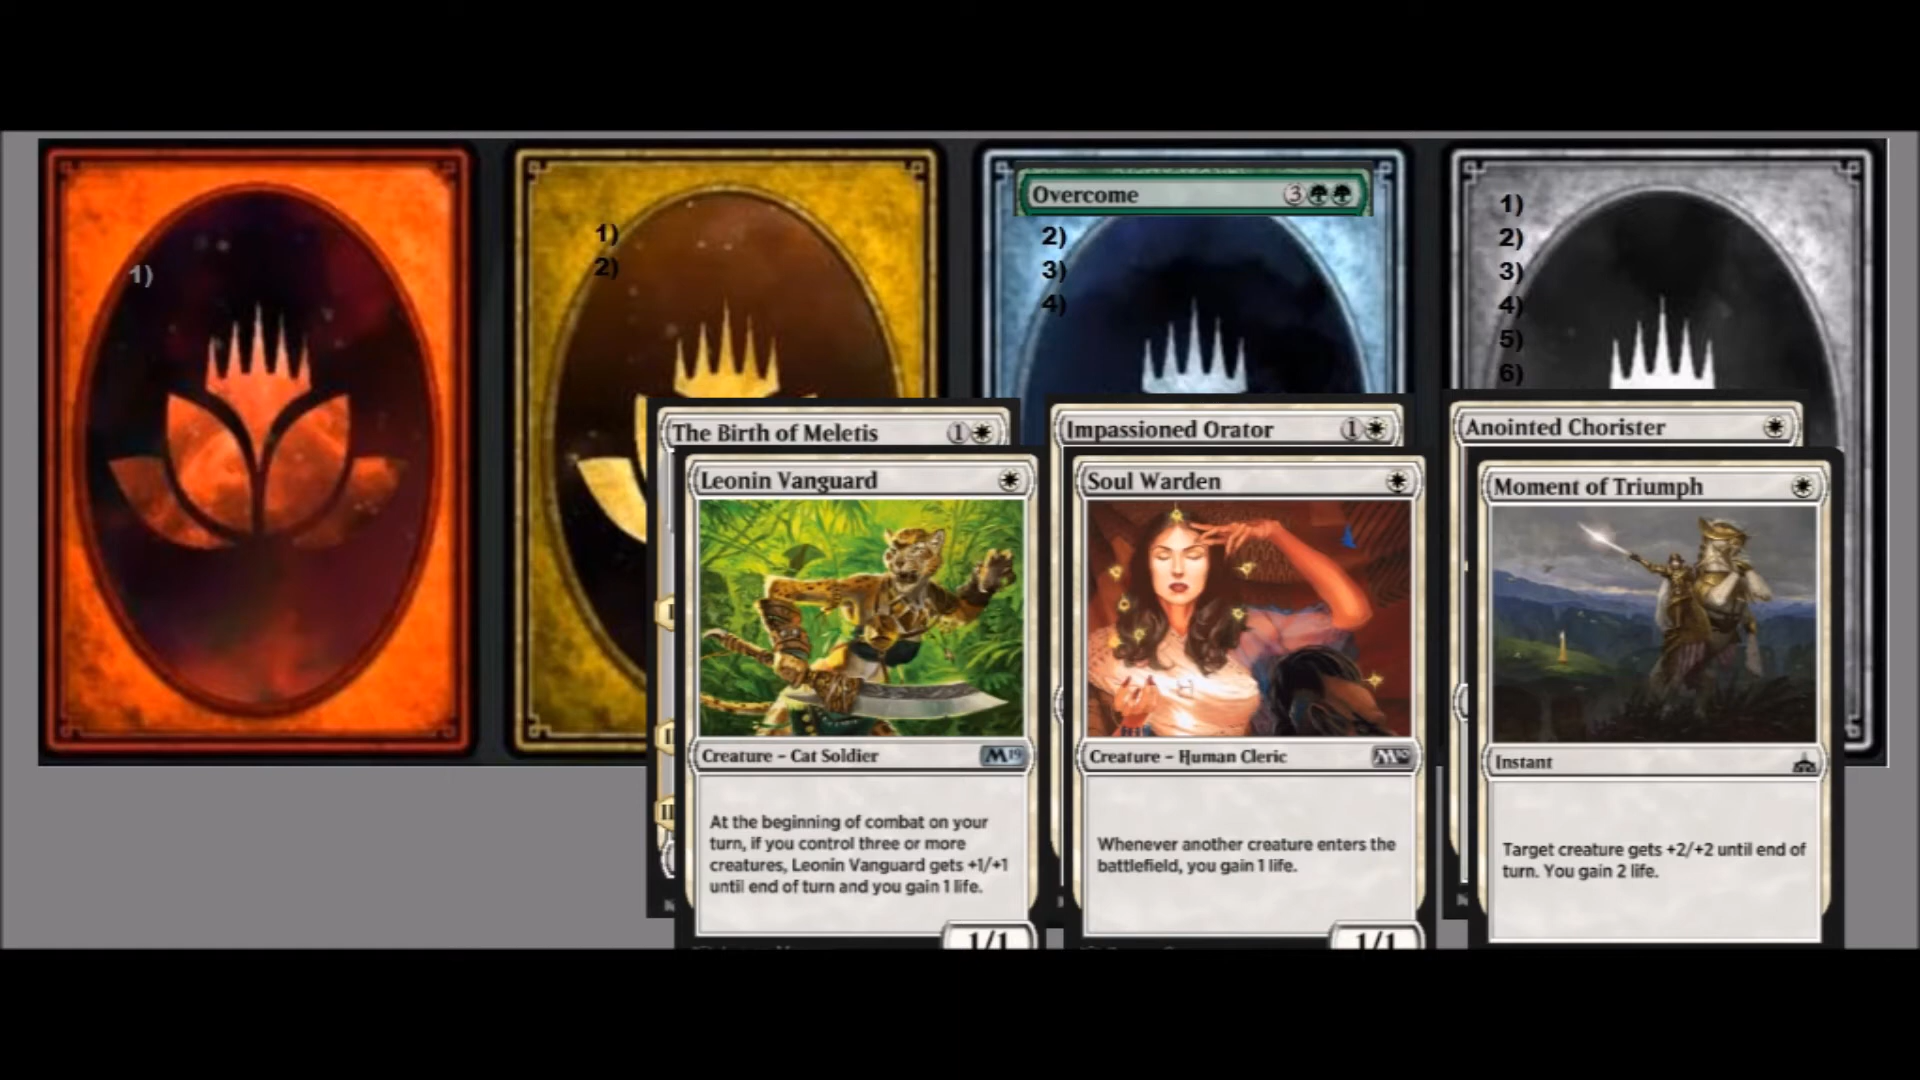 1)
1)
2)
Overcome 3
2)
3)
4)
1)
2)
3)
4)
5)
6)
The Birth of Meletis 1
Leonin Vanguard
Creature – Cat Soldier M19
At the beginning of combat on your
turn, if you control three or more
creatures, Leonin Vanguard gets +1/+1
until end of turn and you gain 1 life.
1/1
Impassioned Orator 1
Soul Warden
Creature – Human Cleric
Whenever another creature enters the
battlefield, you gain 1 life.
1/1
Anointed Chorister
Moment of Triumph
Instant
Target creature gets +2/+2 until end of
turn. You gain 2 life.